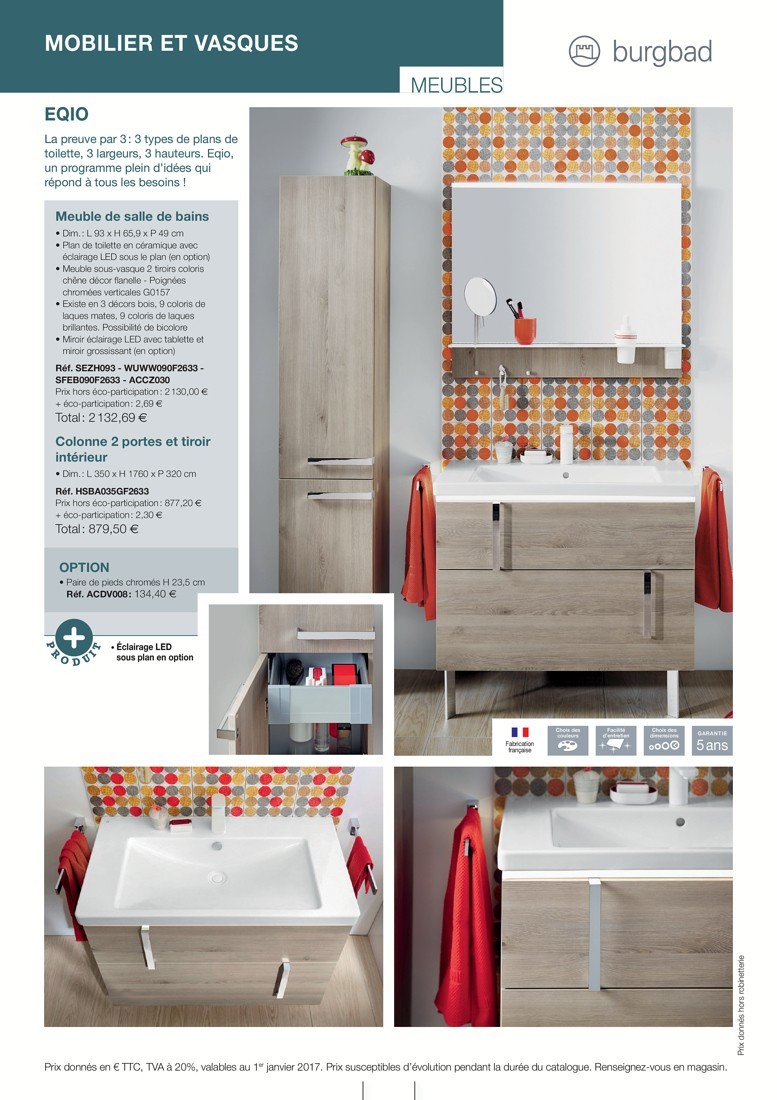 MOBILIER ET VASQUES
burgbad
MEUBLES
EQIO
La preuve par 3 : 3 types de plans de
toilette, 3 largeurs, 3 hauteurs. Eqio,
un programme plein d'idées qui
répond à tous les besoins !
Meuble de salle de bains
• Dim. : L 93 x H 65,9 x P 49 cm
• Plan de toilette en céramique avec
éclairage LED sous le plan (en option)
• Meuble sous-vasque 2 tiroirs coloris
chêne décor flanelle - Poignées
chromées verticales G0157
• Existe en 3 décors bois, 9 coloris de
laques mates, 9 coloris de laques
brillantes. Possibilité de bicolore
• Miroir éclairage LED avec tablette et
miroir grossissant (en option)
Réf. SEZH093 - WUWW090F2633 -
SFEB090F2633 - ACCZ030
Prix hors éco-participation : 2 130,00 €
+ éco-participation : 2,69 €
Total : 2 132,69 €
Colonne 2 portes et tiroir
intérieur
• Dim. : L 350 x H 1760 x P 320 cm
Réf. HSBA035GF2633
Prix hors éco-participation : 877,20 €
+ éco-participation : 2,30 €
Total : 879,50 €
OPTION
• Paire de pieds chromés H 23,5 cm
Réf. ACDV008 : 134,40 €
+
PRODUIT
• Éclairage LED
sous plan en option
Fabrication
française
Choix des
couleurs
Facilité
d'entretien
Choix des
dimensions
GARANTIE
5 ans
Prix donnés hors robinetterie
Prix donnés en € TTC, TVA à 20%, valables au 1er janvier 2017. Prix susceptibles d'évolution pendant la durée du catalogue. Renseignez-vous en magasin.